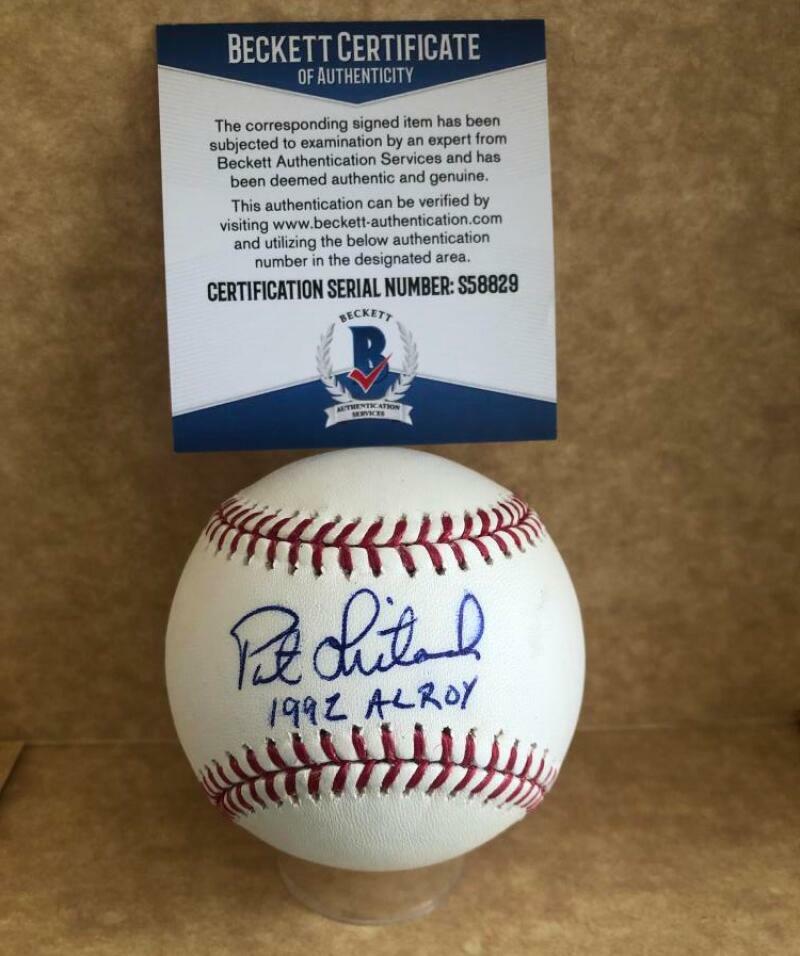 BECKETT CERTIFICATE
OF AUTHENTICITY
The corresponding signed item has been
subjected to examination by an expert from
Beckett Authentication Services and has
been deemed authentic and genuine.
This authentication can be verified by
visiting www.beckett-authentication.com
and utilizing the below authentication
number in the designated area.
CERTIFICATION SERIAL NUMBER: S58829
BECKETT
B
AUTHENTICATION
SERVICES
Pat Listach
1992 AL ROY